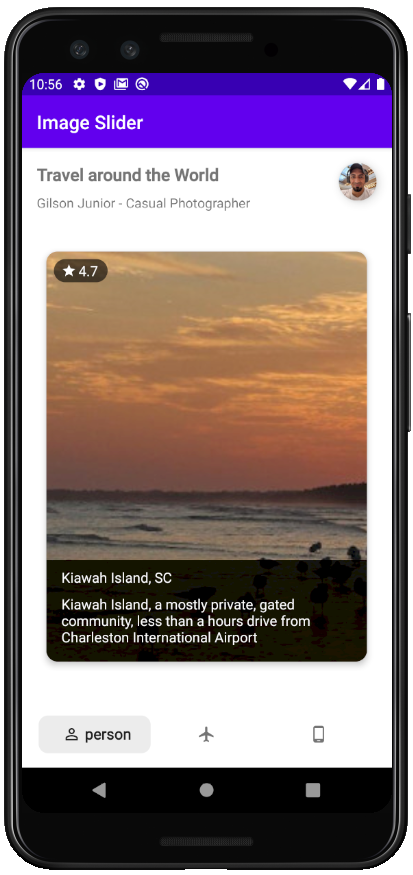 10:56
Image Slider
Travel around the World
Gilson Junior - Casual Photographer
4.7
Kiawah Island, SC
Kiawah Island, a mostly private, gated
community, less than a hours drive from
Charleston International Airport
person